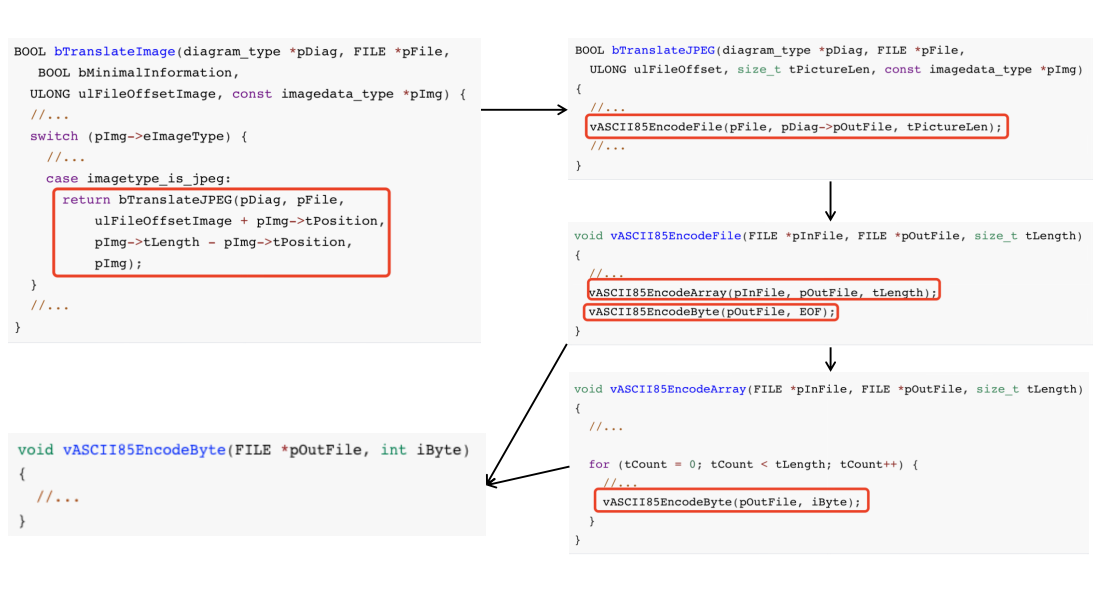 BOOL bTranslateImage(diagram_type *pDiag, FILE *pFile,
BOOL bMinimalInformation,
ULONG ulFileOffsetImage, const imagedata_type *pImg) {
//...
switch (pImg->eImageType) {
//...
case imagetype_is_jpeg:
return bTranslateJPEG(pDiag, pFile,
ulFileOffsetImage + pImg->tPosition,
pImg->tLength - pImg->tPosition,
pImg);
}
//...
}
BOOL bTranslateJPEG(diagram_type *pDiag, FILE *pFile,
ULONG ulFileOffset, size_t tPictureLen, const imagedata_type *pImg)
{
//...
vASCII85EncodeFile(pFile, pDiag->pOutFile, tPictureLen);
//...
}
void vASCII85EncodeFile(FILE *pInFile, FILE *pOutFile, size_t tLength)
{
//...
vASCII85EncodeArray(pInFile, pOutFile, tLength);
vASCII85EncodeByte(pOutFile, EOF);
}
void vASCII85EncodeArray(FILE *pInFile, FILE *pOutFile, size_t tLength)
{
//...
for (tCount = 0; tCount < tLength; tCount++) {
//...
vASCII85EncodeByte(pOutFile, iByte);
}
}
void vASCII85EncodeByte(FILE *pOutFile, int iByte)
{
//...
}